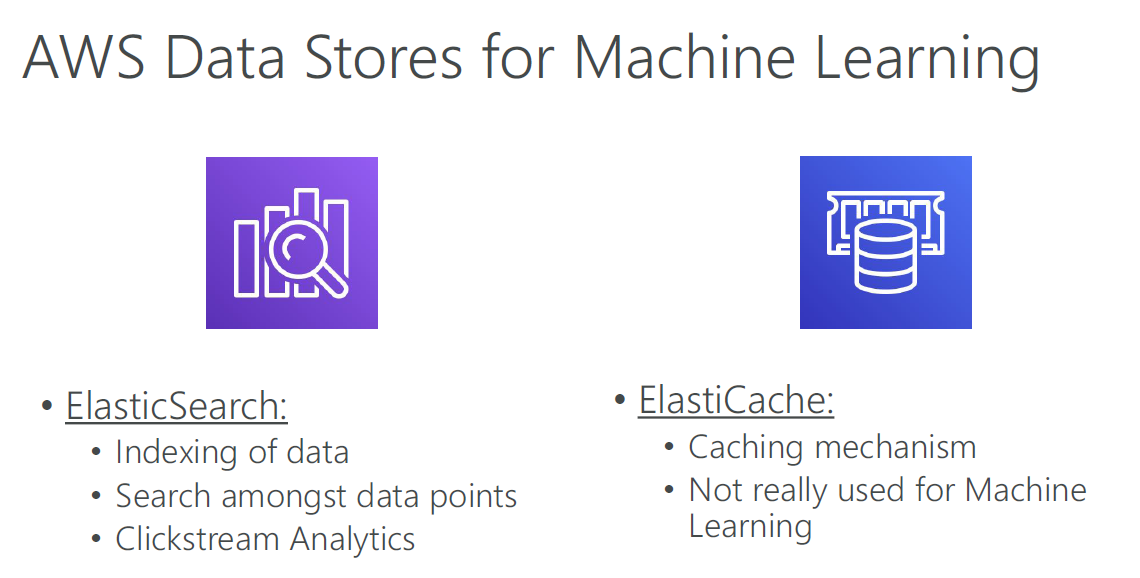 AWS Data Stores for Machine Learning
• ElasticSearch:
• Indexing of data
• Search amongst data points
• Clickstream Analytics
• ElastiCache:
• Caching mechanism
• Not really used for Machine
Learning